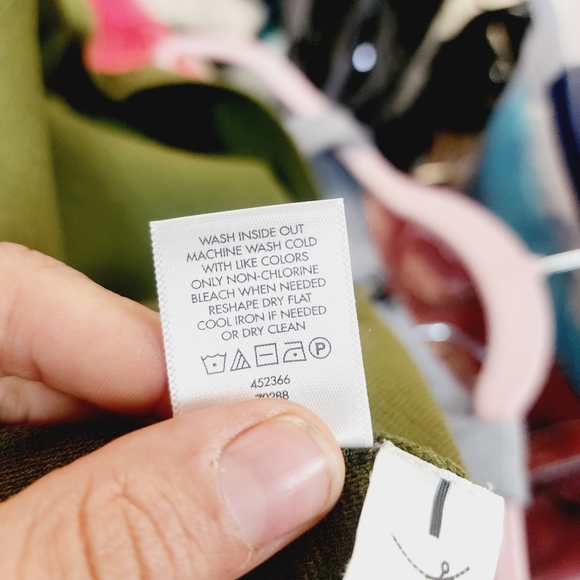 WASH INSIDE OUT
MACHINE WASH COLD
WITH LIKE COLORS
ONLY NON-CHLORINE
BLEACH WHEN NEEDED
RESHAPE DRY FLAT
COOL IRON IF NEEDED
OR DRY CLEAN
P
452366
70288